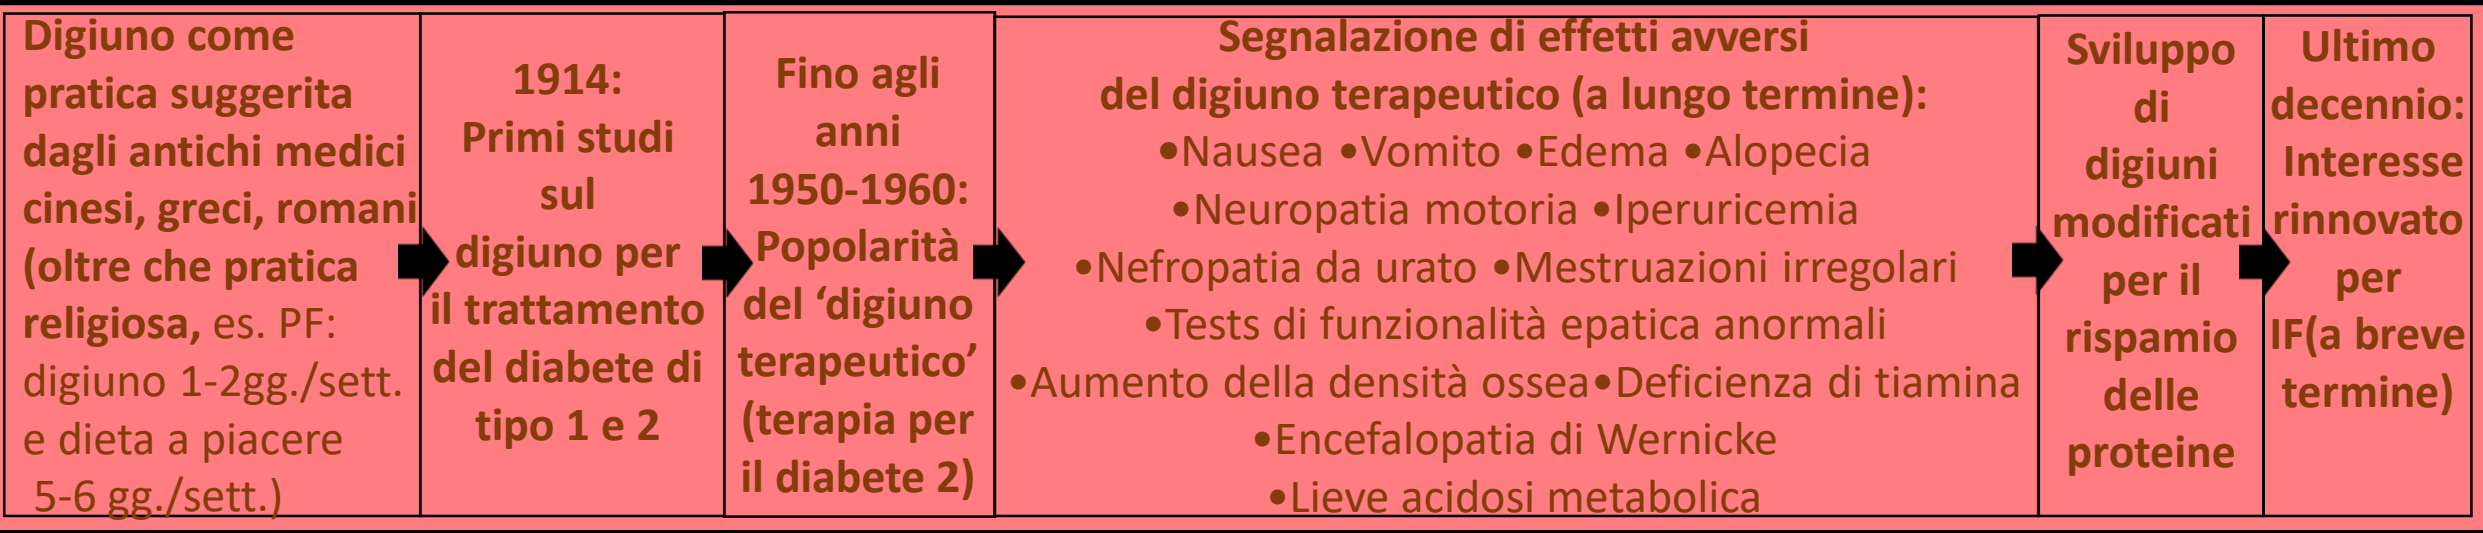 Digiuno come
pratica suggerita
dagli antichi medici
cinesi, greci, romani
(oltre che pratica
religiosa, es. PF:
digiuno 1-2gg./sett.
e dieta a piacere
5-6 gg./sett.)
1914:
Primi studi
sul
digiuno per
il trattamento
del diabete di
tipo 1 e 2
Fino agli
anni
1950-1960:
Popolarità
del ‘digiuno
terapeutico’
(terapia per
il diabete 2)
Segnalazione di effetti avversi
del digiuno terapeutico (a lungo termine):
•Nausea •Vomito •Edema •Alopecia
•Neuropatia motoria •Iperuricemia
•Nefropatia da urato •Mestruazioni irregolari
•Tests di funzionalità epatica anormali
•Aumento della densità ossea•Deficienza di tiamina
•Encefalopatia di Wernicke
•Lieve acidosi metabolica
Sviluppo
di
digiuni
modificati
per il
rispamio
delle
proteine
Ultimo
decennio:
Interesse
rinnovato
per
IF(a breve
termine)